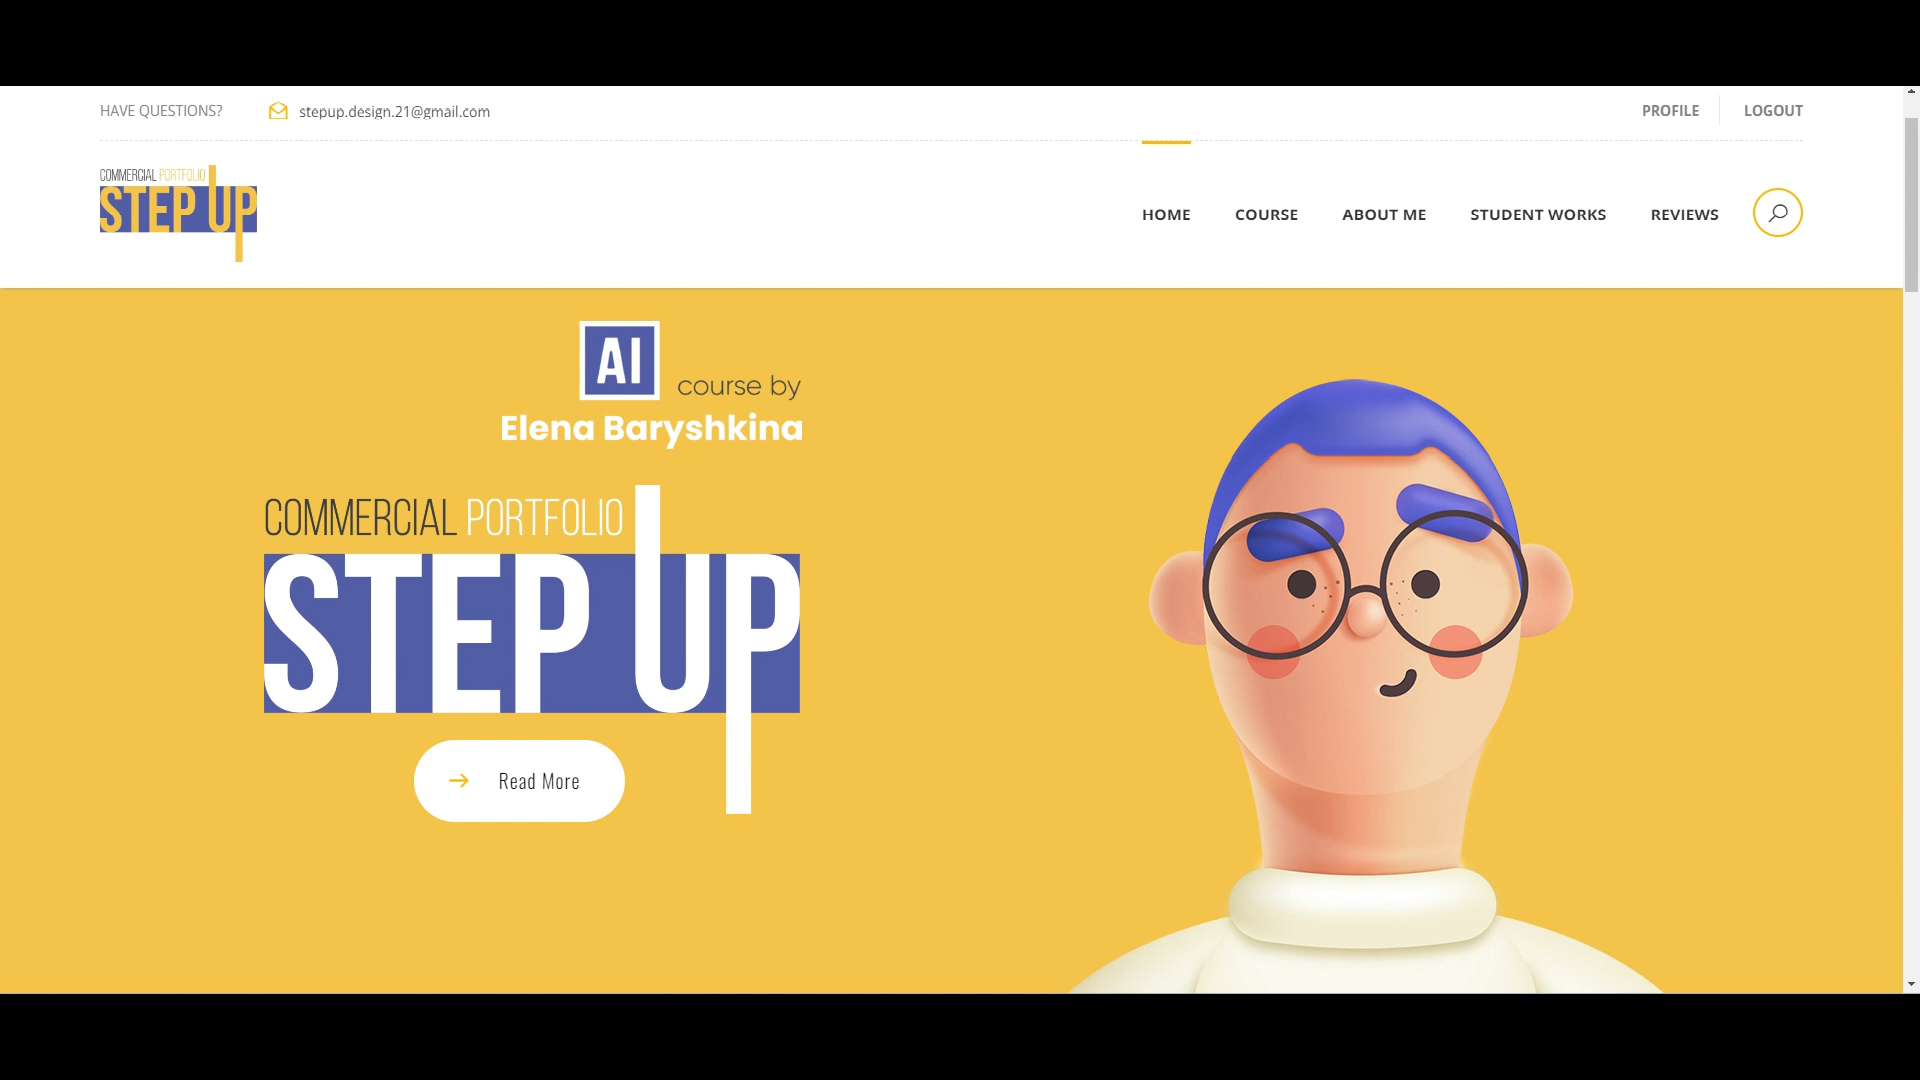 HAVE QUESTIONS?
stepup.design.21@gmail.com
PROFILE
LOGOUT
COMMERCIAL PORTFOLIO
STEP UP
HOME
COURSE
ABOUT ME
STUDENT WORKS
REVIEWS
AI course by
Elena Baryshkina
COMMERCIAL PORTFOLIO
STEP UP
Read More